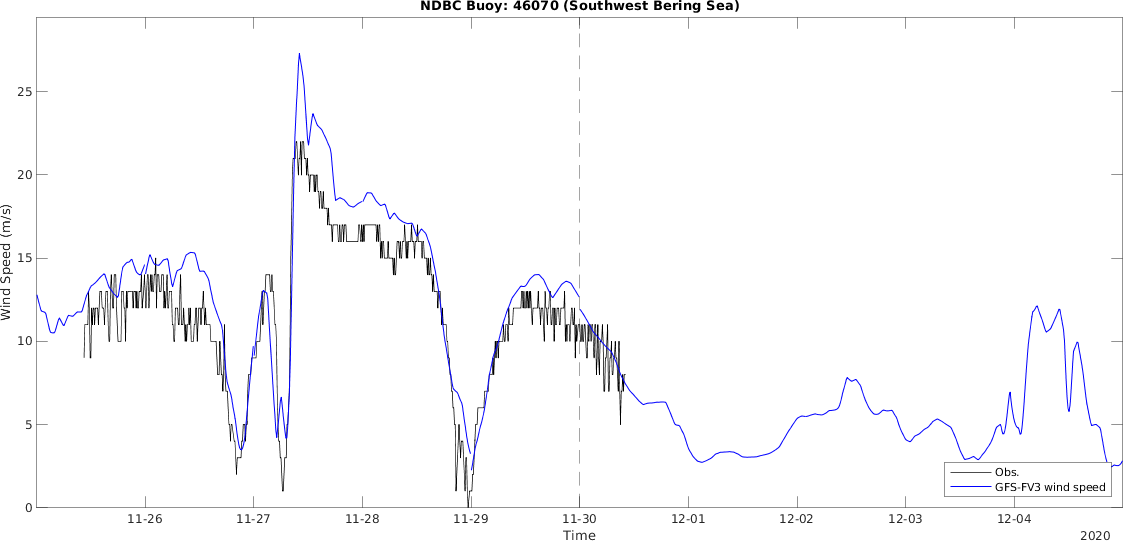 NDBC Buoy: 46070 (Southwest Bering Sea)
Wind Speed (m/s)
25
20
15
10
5
0
11-26 11-27 11-28 11-29 11-30 12-01 12-02 12-03 12-04
Time
2020
Obs.
GFS-FV3 wind speed